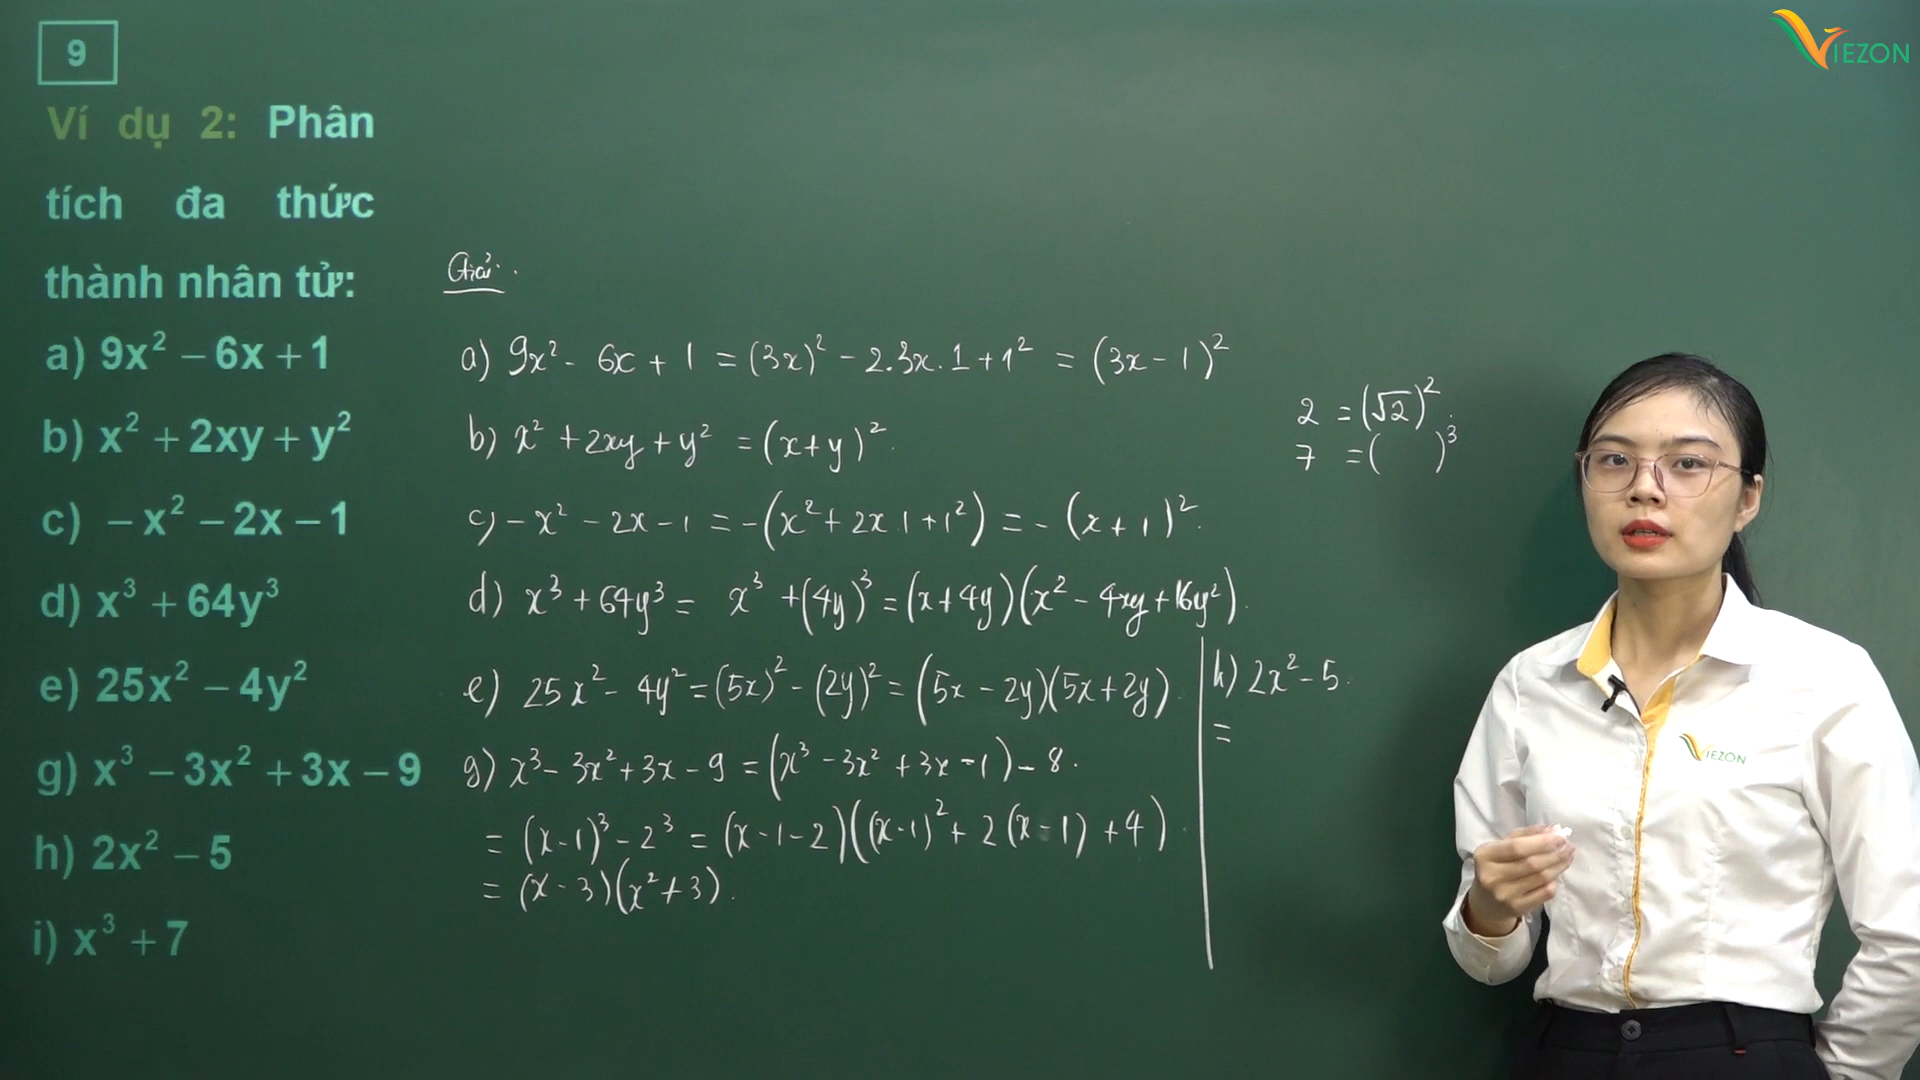 9
VIEZON
Ví dụ 2: Phân
tích đa thức
thành nhân tử:
a) 9x² − 6x + 1
b) x² + 2xy + y²
c) −x² − 2x − 1
d) x³ + 64y³
e) 25x² − 4y²
g) x³ − 3x² + 3x − 9
h) 2x² − 5
i) x³ + 7
Giải:
a) 9x² - 6x + 1 = (3x)² - 2.3x.1 + 1² = (3x - 1)²
b) x² + 2xy + y² = (x+y)².
c) -x² - 2x - 1 = -(x² + 2x.1 + 1²) = -(x + 1)².
d) x³ + 64y³ = x³ + (4y)³ = (x + 4y)(x² - 4xy + 16y²).
e) 25x² - 4y² = (5x)² - (2y)² = (5x - 2y)(5x + 2y).
g) x³ - 3x² + 3x - 9 = (x³ - 3x² + 3x - 1) - 8.
= (x-1)³ - 2³ = (x - 1 - 2)((x-1)² + 2(x - 1) + 4).
= (x - 3)(x² + 3).
h) 2x² - 5.
=
2 = (√2)².
7 = ( )³
VIEZON